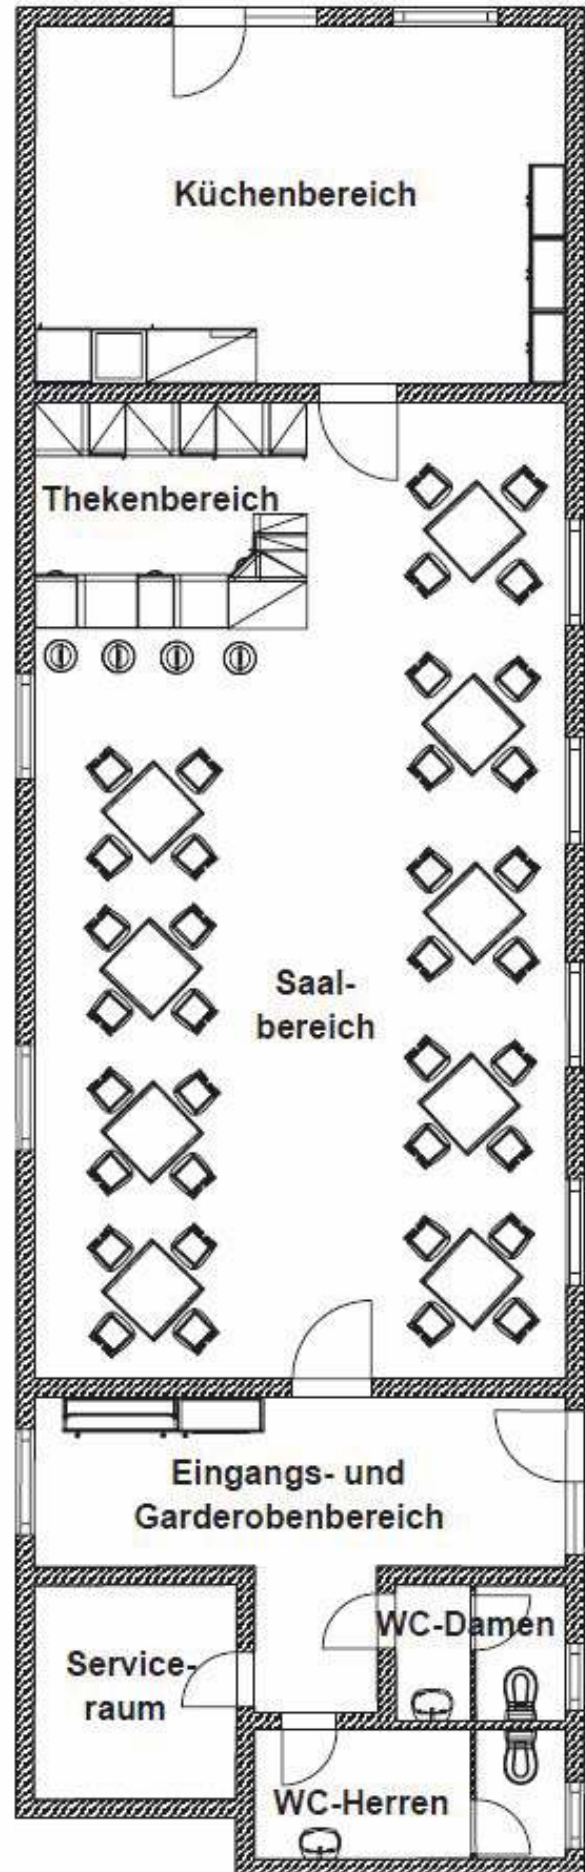 Küchenbereich
Thekenbereich
Saal-
bereich
Eingangs- und
Garderobenbereich
WC-Damen
Service-
raum
WC-Herren